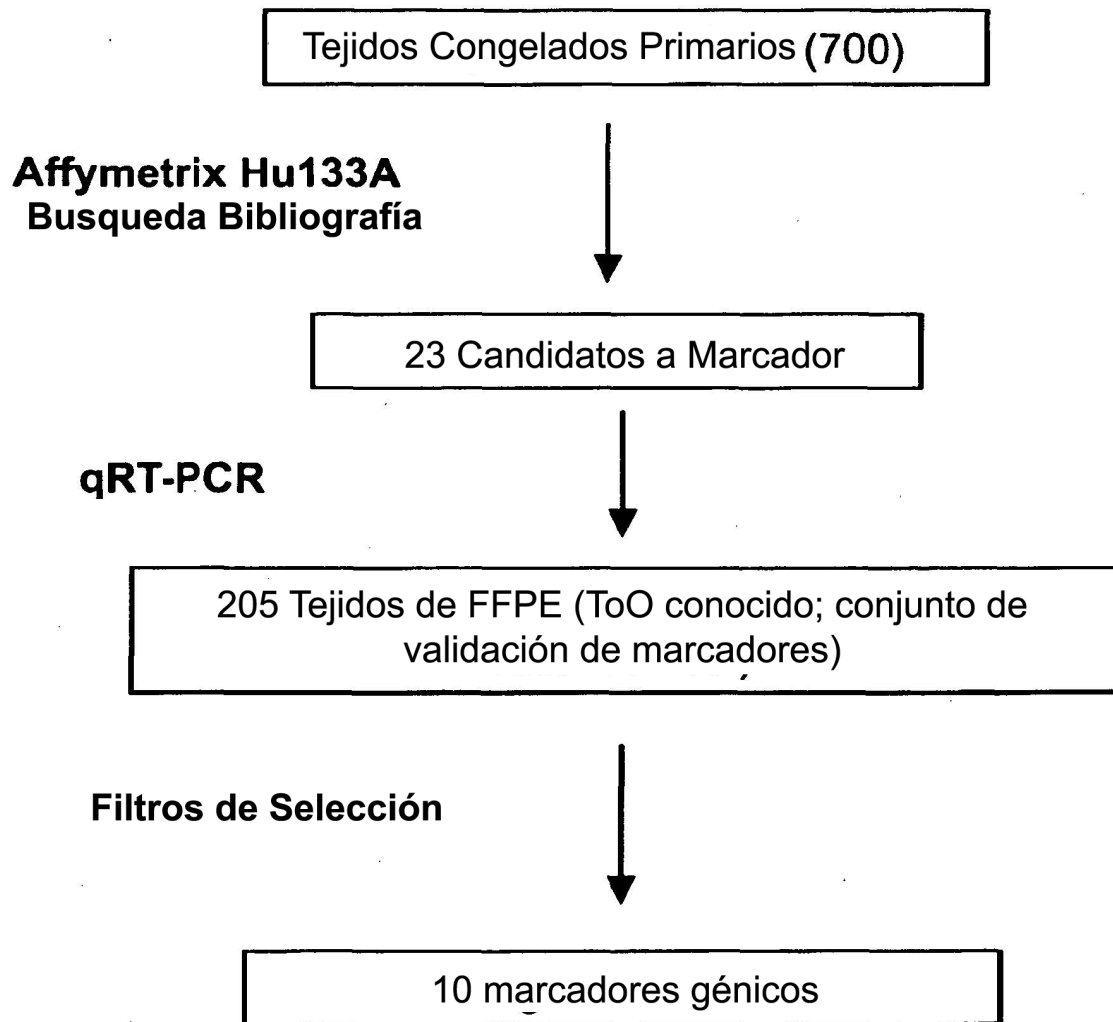 Tejidos Congelados Primarios (700)
Affymetrix Hu133A
Busqueda Bibliografía
23 Candidatos a Marcador
qRT-PCR
205 Tejidos de FFPE (ToO conocido; conjunto de
validación de marcadores)
Filtros de Selección
10 marcadores génicos